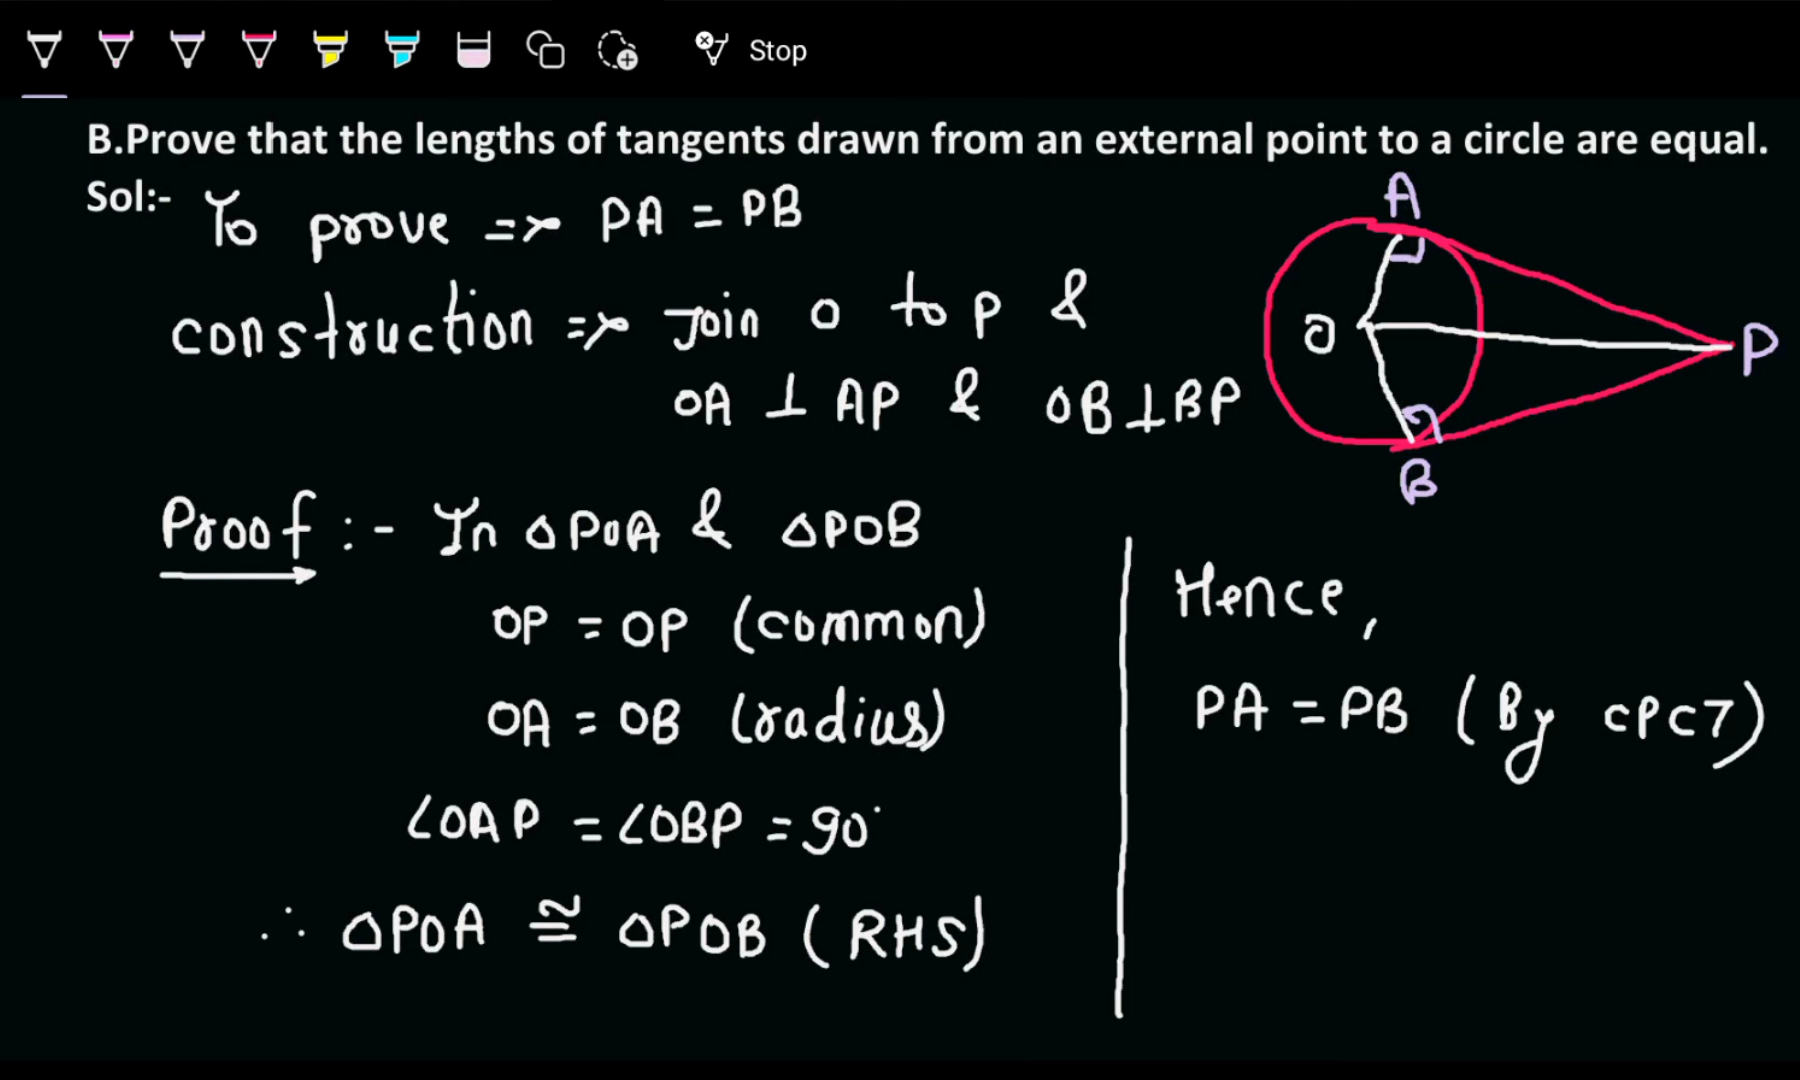 Stop
B.Prove that the lengths of tangents drawn from an external point to a circle are equal.
Sol:- To prove => PA = PB
construction => Join O to P &
OA ⊥ AP & OB ⊥ BP
A
O
P
B
Proof :- In △POA & △POB
OP = OP (common)
OA = OB (radius)
∠OAP = ∠OBP = 90°
∴ △POA ≅ △POB (RHS)
Hence,
PA = PB (By CPCT)